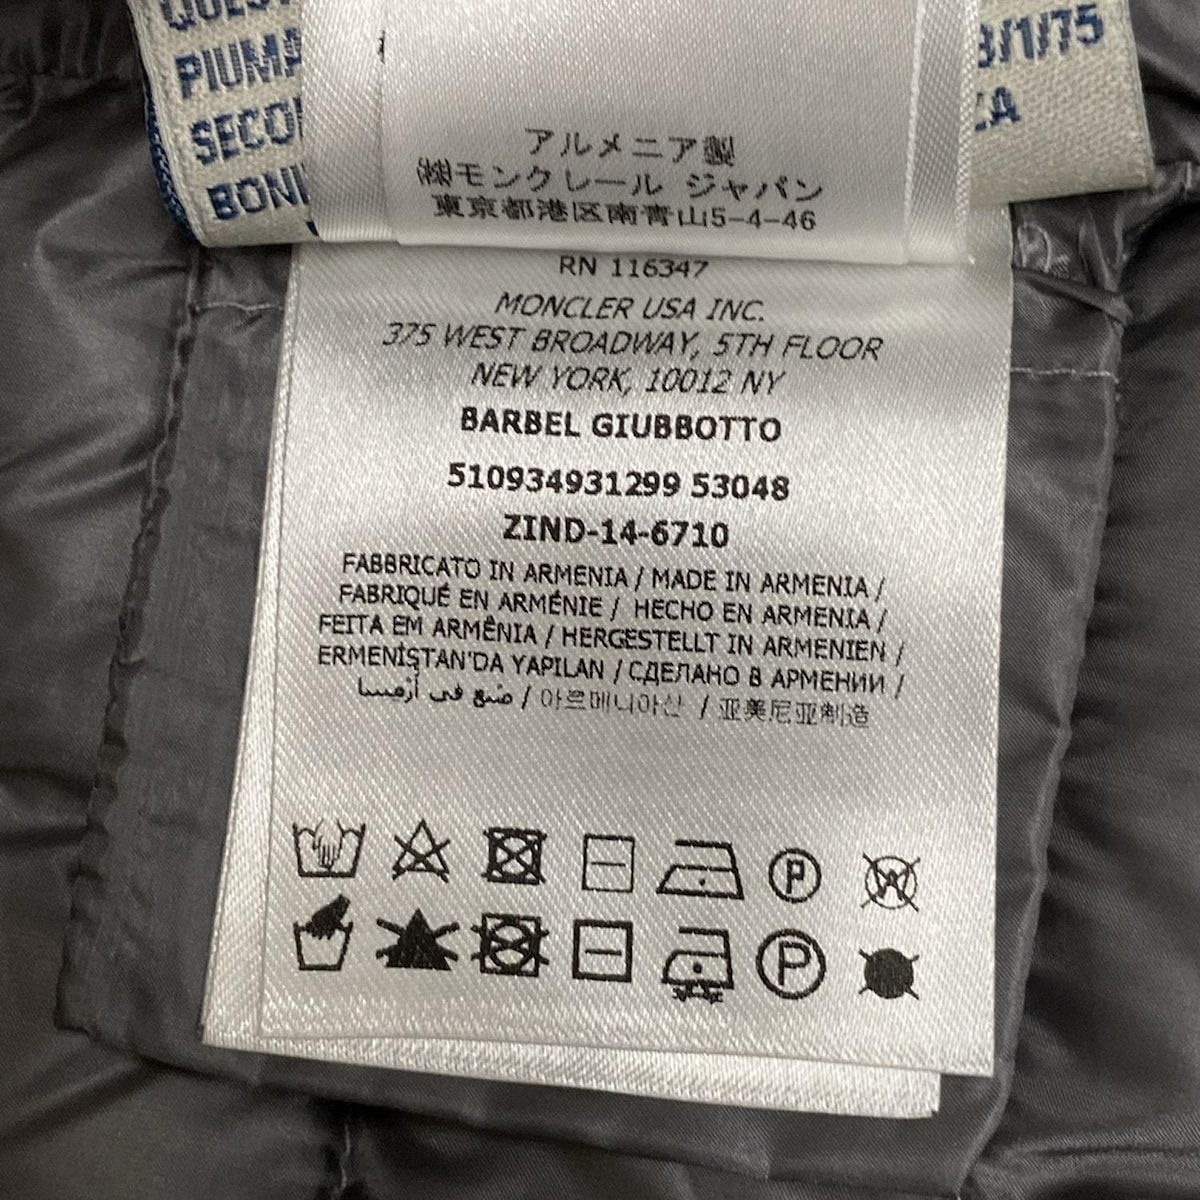 PIUMA
3/1/75
アルメニア製
㈱モンクレール ジャパン
東京都港区南青山5-4-46
RN 116347
MONCLER USA INC.
375 WEST BROADWAY, 5TH FLOOR
NEW YORK, 10012 NY
BARBEL GIUBBOTTO
510934931299 53048
ZIND-14-6710
FABBRICATO IN ARMENIA / MADE IN ARMENIA /
FABRIQUÉ EN ARMÉNIE / HECHO EN ARMENIA /
FEITA EM ARMÊNIA / HERGESTELLT IN ARMENIEN /
ERMENİSTAN'DA YAPILAN / СДЕЛАНО В АРМЕНИИ /
صنع في أرمينيا / 아르메니아산 / 亚美尼亚制造
P
W
P